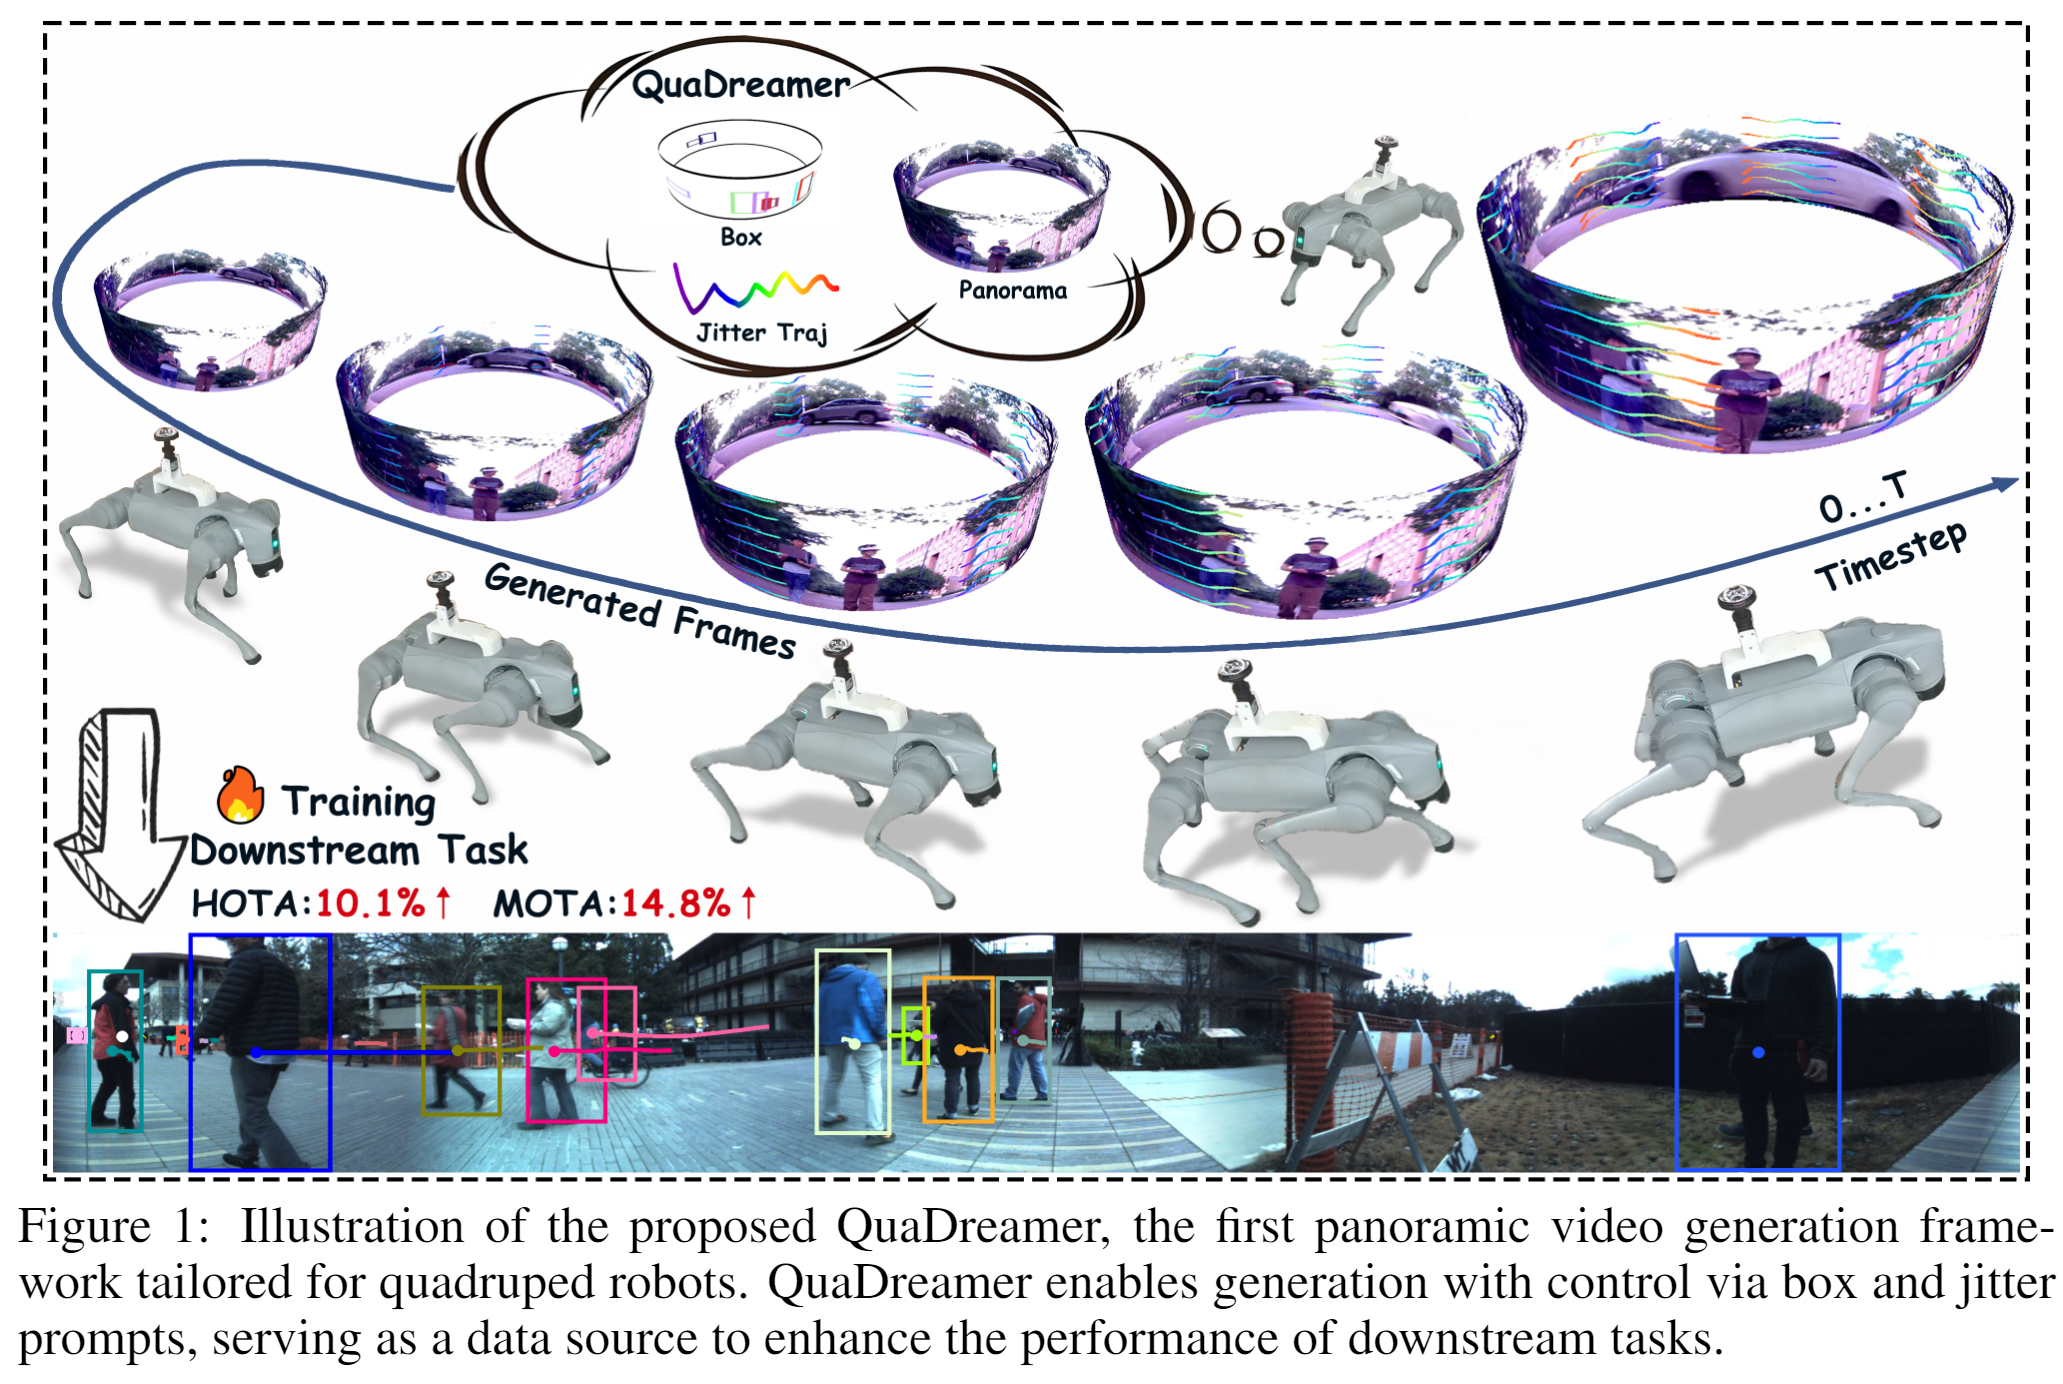 QuaDreamer
Box
Jitter Traj
Panorama
Generated Frames
0...T
Timestep
Training
Downstream Task
HOTA:10.1%↑ MOTA:14.8%↑
Figure 1: Illustration of the proposed QuaDreamer, the first panoramic video generation frame-
work tailored for quadruped robots. QuaDreamer enables generation with control via box and jitter
prompts, serving as a data source to enhance the performance of downstream tasks.